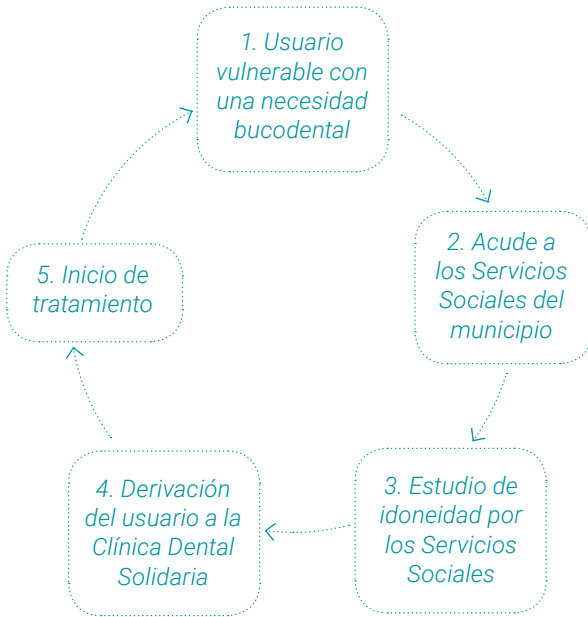 1. Usuario
vulnerable con
una necesidad
bucodental
2. Acude a
los Servicios
Sociales del
municipio
3. Estudio de
idoneidad por
los Servicios
Sociales
4. Derivación
del usuario a la
Clínica Dental
Solidaria
5. Inicio de
tratamiento